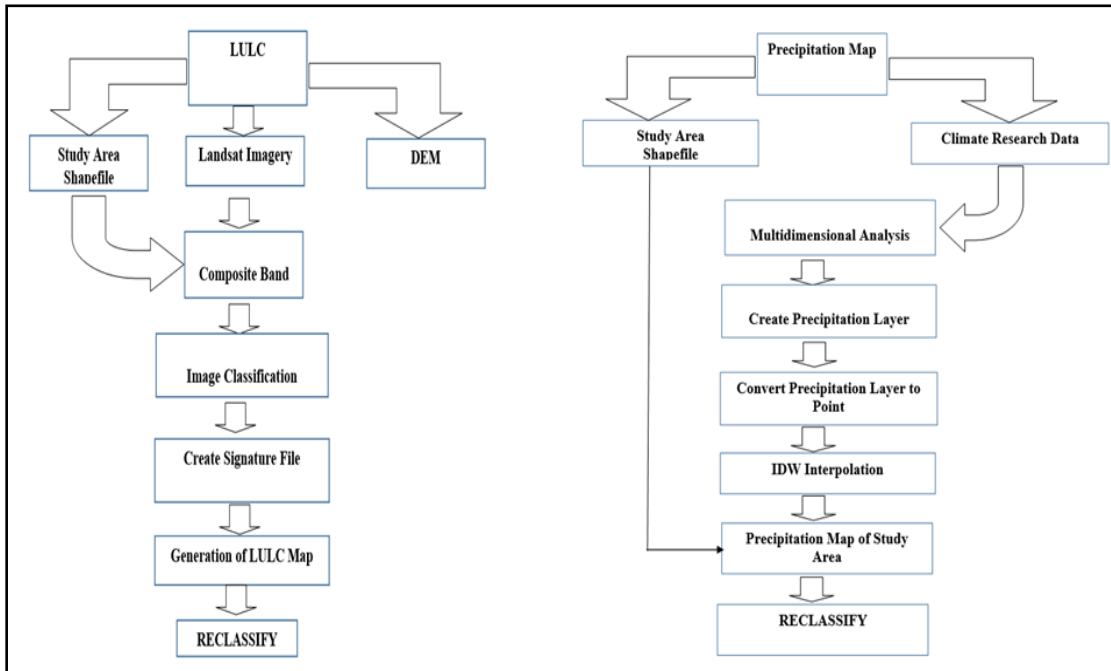 LULC
Study Area
Shapefile
Landsat Imagery
DEM
Composite Band
Image Classification
Create Signature File
Generation of LULC Map
RECLASSIFY
Precipitation Map
Study Area
Shapefile
Climate Research Data
Multidimensional Analysis
Create Precipitation Layer
Convert Precipitation Layer to
Point
IDW Interpolation
Precipitation Map of Study
Area
RECLASSIFY